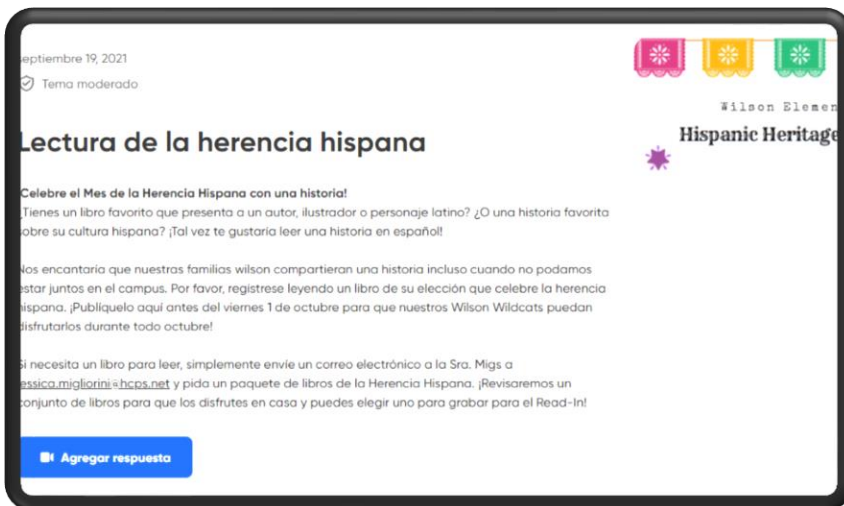 septiembre 19, 2021
Tema moderado
Lectura de la herencia hispana
¡Celebre el Mes de la Herencia Hispana con una historia!
¿Tienes un libro favorito que presenta a un autor, ilustrador o personaje latino? ¿O una historia favorita
sobre su cultura hispana? ¡Tal vez te gustaría leer una historia en español!
Nos encantaría que nuestras familias wilson compartieran una historia incluso cuando no podamos
estar juntos en el campus. Por favor, regístrese leyendo un libro de su elección que celebre la herencia
hispana. ¡Publíquelo aquí antes del viernes 1 de octubre para que nuestros Wilson Wildcats puedan
disfrutarlos durante todo octubre!
Si necesita un libro para leer, simplemente envíe un correo electrónico a la Sra. Migs a
jessica.migliorini@hcps.net y pida un paquete de libros de la Herencia Hispana. ¡Revisaremos un
conjunto de libros para que los disfrutes en casa y puedes elegir uno para grabar para el Read-In!
Agregar respuesta
Wilson Elemen
Hispanic Heritage